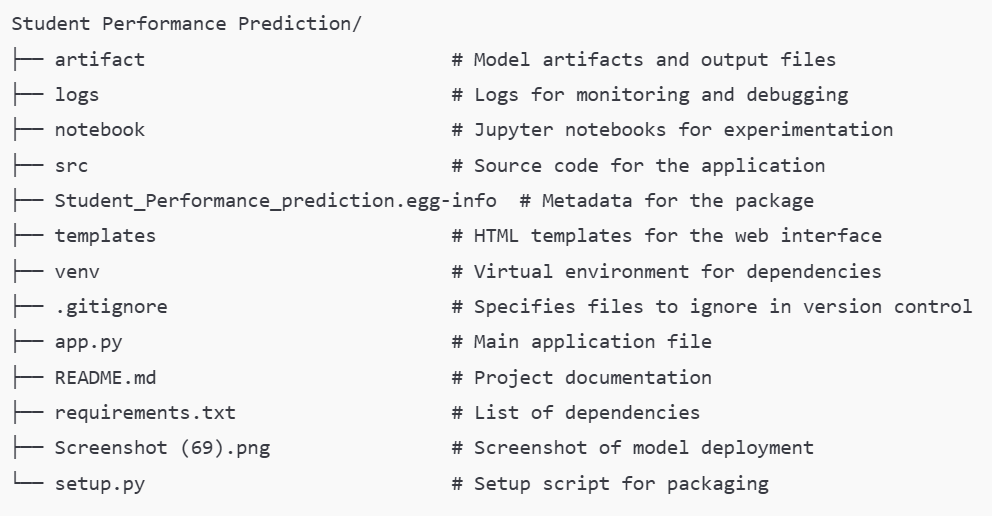 Student Performance Prediction/
├── artifact                           # Model artifacts and output files
├── logs                               # Logs for monitoring and debugging
├── notebook                           # Jupyter notebooks for experimentation
├── src                                # Source code for the application
├── Student_Performance_prediction.egg-info  # Metadata for the package
├── templates                          # HTML templates for the web interface
├── venv                               # Virtual environment for dependencies
├── .gitignore                         # Specifies files to ignore in version control
├── app.py                             # Main application file
├── README.md                          # Project documentation
├── requirements.txt                   # List of dependencies
├── Screenshot (69).png                # Screenshot of model deployment
└── setup.py                           # Setup script for packaging